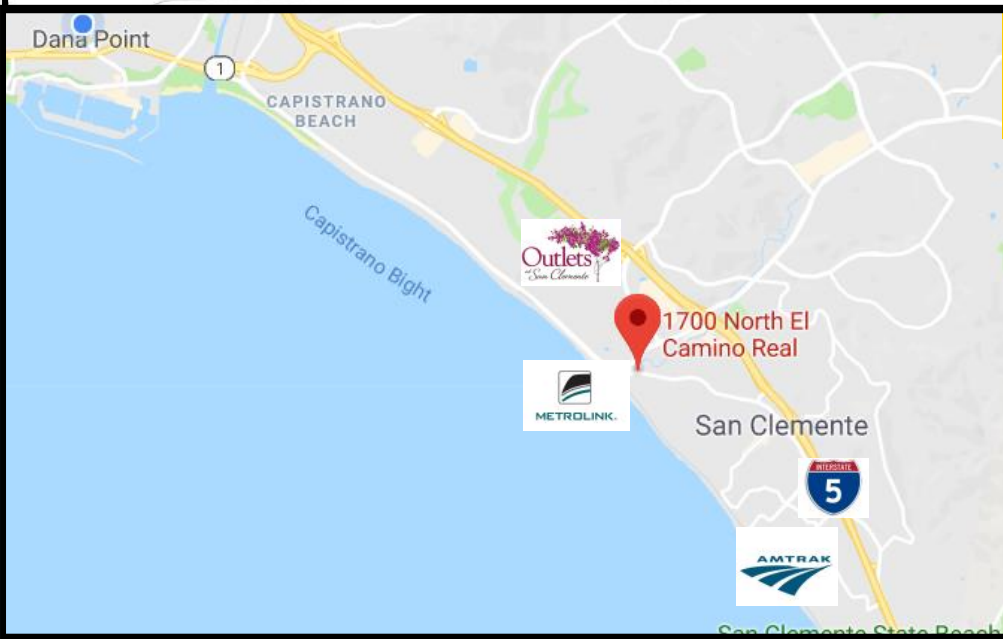 Dana Point
1
CAPISTRANO
BEACH
Capistrano Bight
Outlets
at San Clemente
1700 North El
Camino Real
METROLINK.
San Clemente
INTERSTATE
5
AMTRAK
San Clemente State Beach